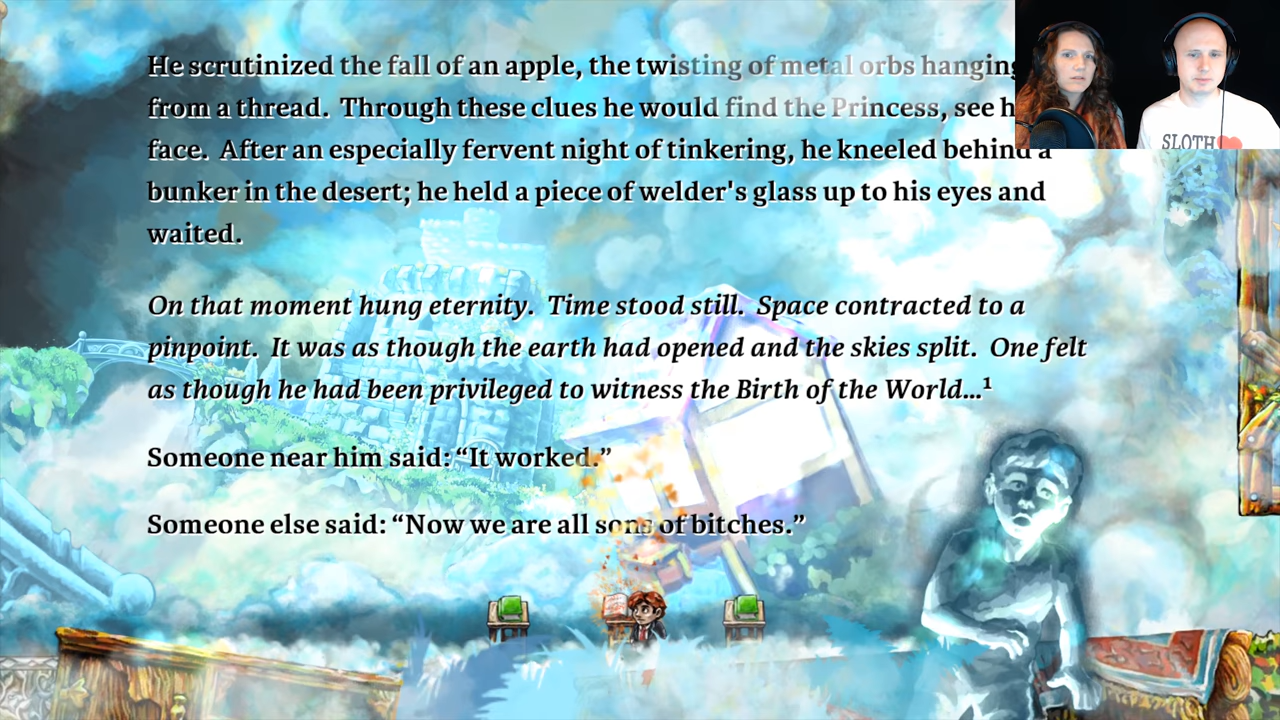 He scrutinized the fall of an apple, the twisting of metal orbs hanging
from a thread. Through these clues he would find the Princess, see h
face. After an especially fervent night of tinkering, he kneeled behind a
bunker in the desert; he held a piece of welder's glass up to his eyes and
waited.
On that moment hung eternity. Time stood still. Space contracted to a
pinpoint. It was as though the earth had opened and the skies split. One felt
as though he had been privileged to witness the Birth of the World...¹
Someone near him said: “It worked.”
Someone else said: “Now we are all sons of bitches.”
SLOTH